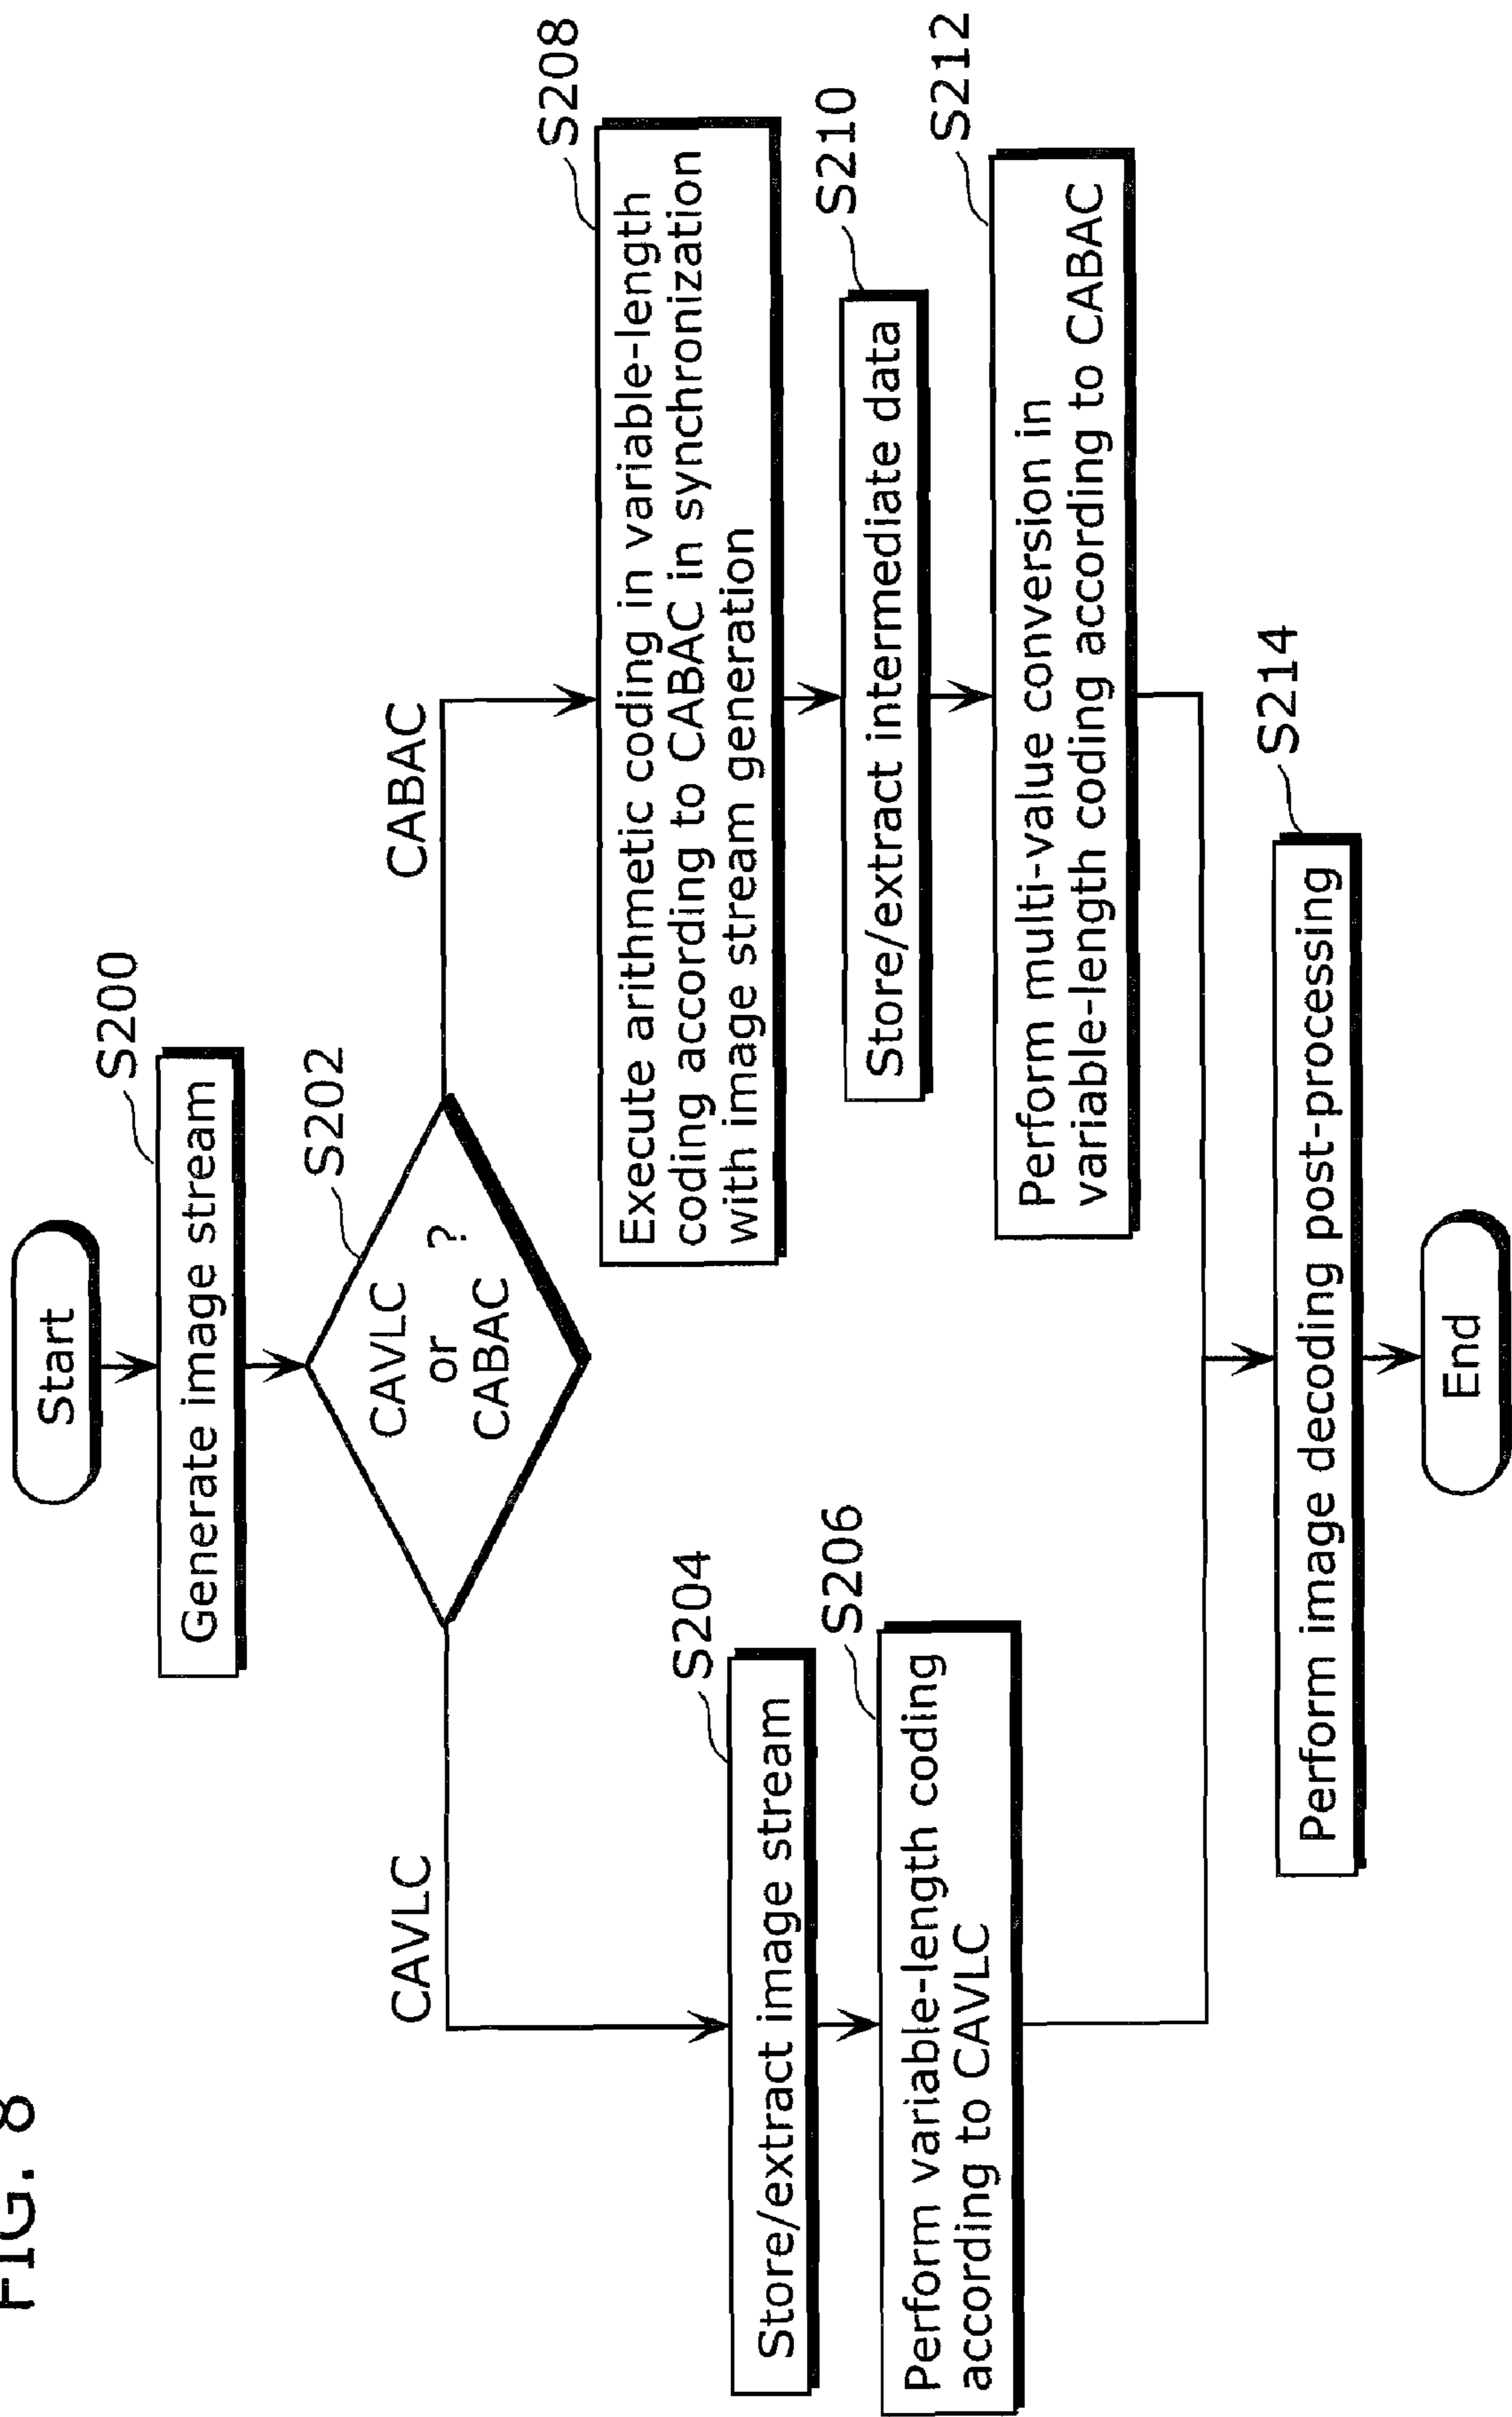 FIG. 8
Start
S200
Generate image stream
S202
CAVLC
or
CABAC
?
CAVLC
CABAC
S204
Store/extract image stream
S206
Perform variable-length coding
according to CAVLC
S208
Execute arithmetic coding in variable-length
coding according to CABAC in synchronization
with image stream generation
S210
Store/extract intermediate data
S212
Perform multi-value conversion in
variable-length coding according to CABAC
S214
Perform image decoding post-processing
End